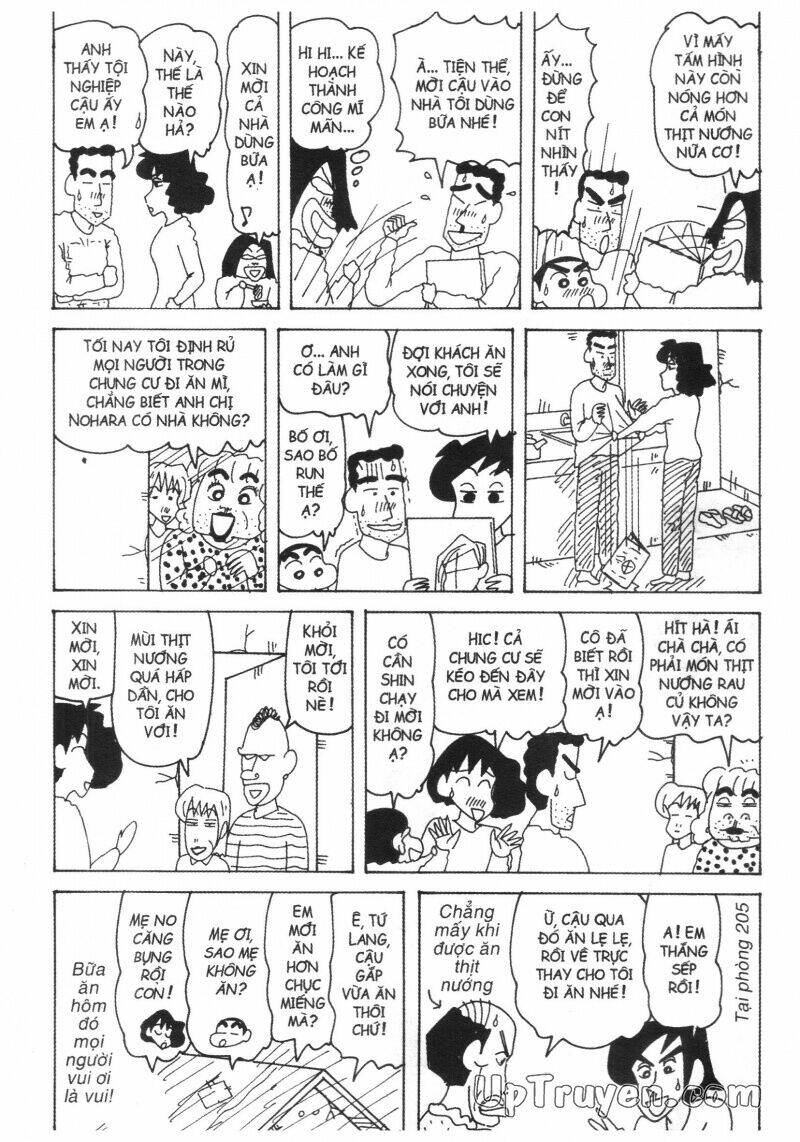 VÌ MẤY
TẤM HÌNH
NÀY CÒN
NÓNG HƠN
CẢ MÓN
THỊT NƯỚNG
NỮA CƠ!
ẤY...
ĐỪNG
ĐỂ
CON
NÍT
NHÌN
THẤY!
À... TIỆN THỂ,
MỜI CẬU VÀO
NHÀ TÔI DÙNG
BỮA NHÉ!
HI HI... KẾ
HOẠCH
THÀNH
CÔNG MĨ
MÃN...
XIN
MỜI
CẢ
NHÀ
DÙNG
BỮA
Ạ!
NÀY,
THẾ LÀ
THẾ
NÀO
HẢ?
ANH
THẤY TỘI
NGHIỆP
CẬU ẤY
EM Ạ!
ĐỢI KHÁCH ĂN
XONG, TÔI SẼ
NÓI CHUYỆN
VỚI ANH!
Ơ... ANH
CÓ LÀM GÌ
ĐÂU?
BỐ ƠI,
SAO BỐ
RUN
THẾ
Ạ?
TỐI NAY TÔI ĐỊNH RỦ
MỌI NGƯỜI TRONG
CHUNG CƯ ĐI ĂN MÌ,
CHẲNG BIẾT ANH CHỊ
NOHARA CÓ NHÀ KHÔNG?
HÍT HÀ! ÁI
CHÀ CHÀ, CÓ
PHẢI MÓN THỊT
NƯỚNG RAU
CỦ KHÔNG
VẬY TA?
CÔ ĐÃ
BIẾT RỒI
THÌ XIN
MỜI VÀO
Ạ!
HIC! CẢ
CHUNG CƯ SẼ
KÉO ĐẾN ĐÂY
CHO MÀ XEM!
CÓ
CẦN
SHIN
CHẠY
ĐI MỜI
KHÔNG
Ạ?
KHỎI
MỜI,
TÔI TỚI
RỒI
NÈ!
MÙI THỊT
NƯỚNG
QUÁ HẤP
DẪN, CHO
TÔI ĂN
VỚI!
XIN
MỜI,
XIN
MỜI.
Tại phòng 205
A! EM
THẮNG
SẾP
RỒI!
Ừ, CẬU QUA
ĐÓ ĂN LẸ LẸ,
RỒI VỀ TRỰC
THAY CHO TÔI
ĐI ĂN NHÉ!
Chẳng
mấy khi
được ăn
thịt
nướng
Ê, TỨ
LANG,
CẬU
GẮP
VỪA ĂN
THÔI
CHỨ!
EM
MỚI
ĂN
HƠN
CHỤC
MIẾNG
MÀ?
MẸ ƠI,
SAO MẸ
KHÔNG
ĂN?
MẸ NO
CĂNG
BỤNG
RỒI
CON!
Bữa
ăn
hôm
đó
mọi
người
vui ơi
là vui!
UpTruyen.com